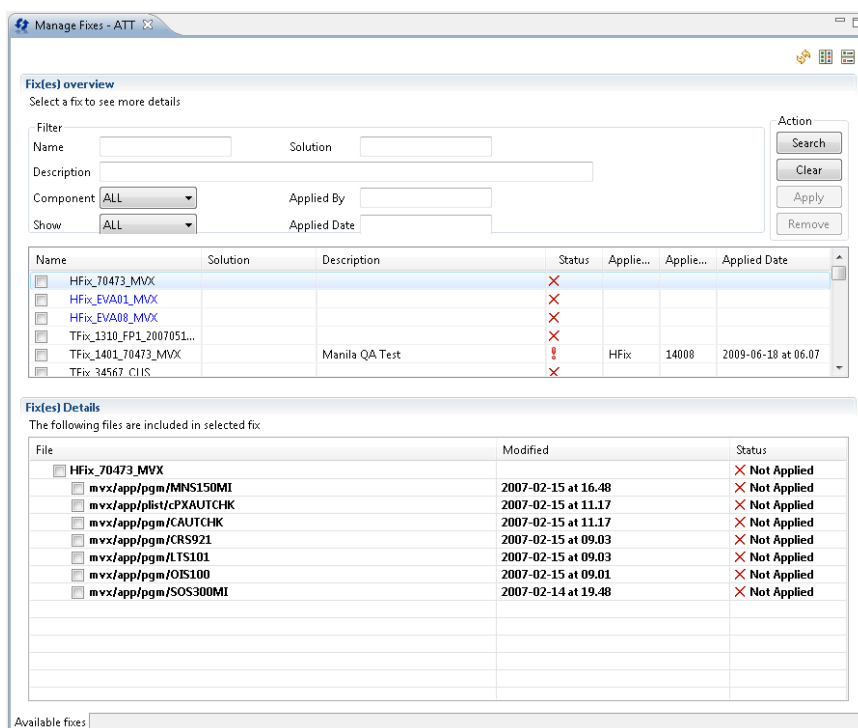 Manage Fixes - ATT
Fix(es) overview
Select a fix to see more details
Filter
Action
Name
Solution
Search
Description
Clear
Component ALL
Applied By
Apply
Show ALL
Applied Date
Remove
Name Solution Description Status Applie... Applie... Applied Date
HFix_70473_MVX
HFix_EVA01_MVX
HFix_EVA08_MVX
TFix_1310_FP1_2007051...
TFix_1401_70473_MVX Manila QA Test HFix 14008 2009-06-18 at 06.07
TFix_34567_CUS
Fix(es) Details
The following files are included in selected fix
File Modified Status
HFix_70473_MVX Not Applied
mvx/app/pgm/MNS150MI 2007-02-15 at 16.48 Not Applied
mvx/app/plist/cPXAUTCHK 2007-02-15 at 11.17 Not Applied
mvx/app/pgm/CAUTCHK 2007-02-15 at 11.17 Not Applied
mvx/app/pgm/CRS921 2007-02-15 at 09.03 Not Applied
mvx/app/pgm/LTS101 2007-02-15 at 09.03 Not Applied
mvx/app/pgm/OIS100 2007-02-15 at 09.01 Not Applied
mvx/app/pgm/SOS300MI 2007-02-14 at 19.48 Not Applied
Available fixes